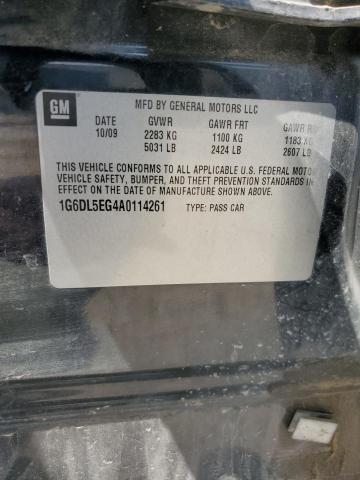 GM MFD BY GENERAL MOTORS LLC
DATE GVWR GAWR FRT GAWR
10/09 2283 KG 1100 KG 1183 KG
5031 LB 2424 LB 2607 LB
THIS VEHICLE CONFORMS TO ALL APPLICABLE U.S. FEDERAL MOTOR
VEHICLE SAFETY, BUMPER, AND THEFT PREVENTION STANDARDS IN
EFFECT ON THE DATE OF MANUFACTURE SHOWN ABOVE.
1G6DL5EG4A0114261 TYPE: PASS CAR